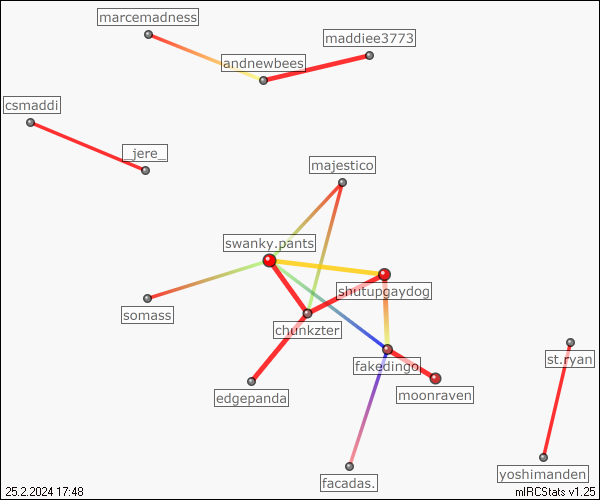 marcemadness
maddiee3773
andnewbees
csmaddi
_jere_
majestico
swanky.pants
shutupgaydog
somass
chunkzter
st.ryan
fakedingo
edgepanda
moonraven
yoshimanden
facadas.
25.2.2024 17:48
mIRCStats v1.25